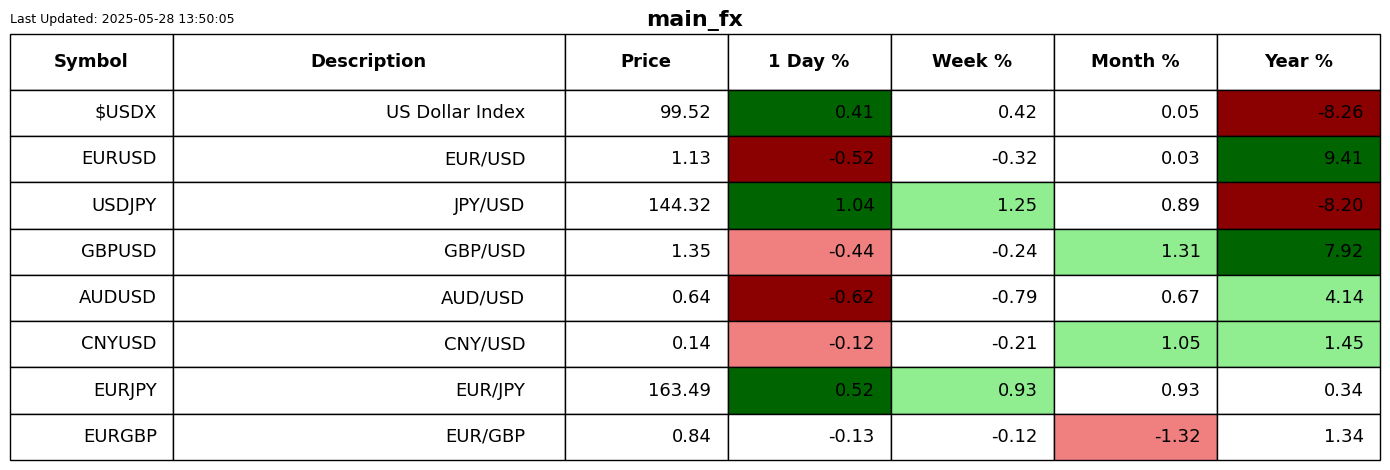 Last Updated: 2025-05-28 13:50:05
main_fx
Symbol Description Price 1 Day % Week % Month % Year %
$USDX US Dollar Index 99.52 0.41 0.42 0.05 -8.26
EURUSD EUR/USD 1.13 -0.52 -0.32 0.03 9.41
USDJPY JPY/USD 144.32 1.04 1.25 0.89 -8.20
GBPUSD GBP/USD 1.35 -0.44 -0.24 1.31 7.92
AUDUSD AUD/USD 0.64 -0.62 -0.79 0.67 4.14
CNYUSD CNY/USD 0.14 -0.12 -0.21 1.05 1.45
EURJPY EUR/JPY 163.49 0.52 0.93 0.93 0.34
EURGBP EUR/GBP 0.84 -0.13 -0.12 -1.32 1.34